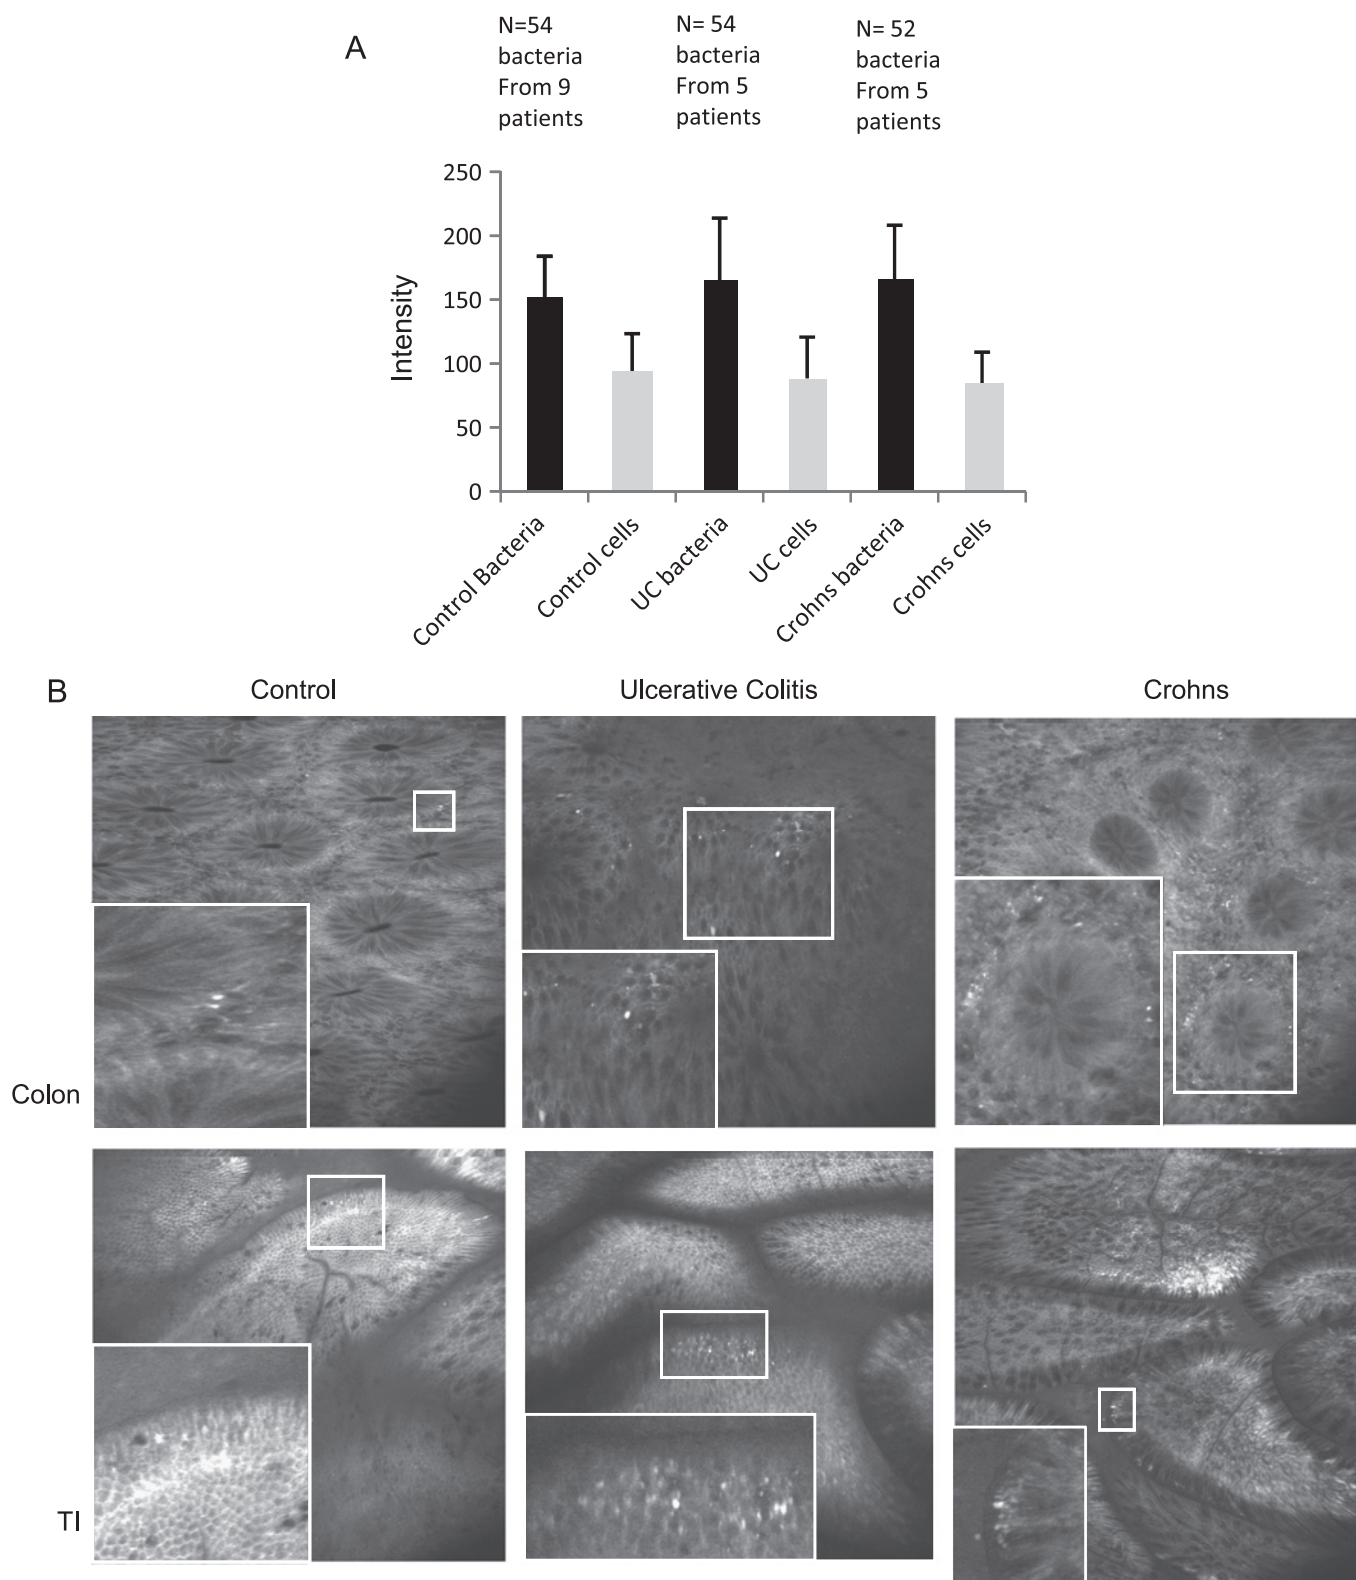 A
N=54
bacteria
From 9
patients
N= 54
bacteria
From 5
patients
N= 52
bacteria
From 5
patients
250
200
150
100
50
0
Intensity
Control Bacteria
Control cells
UC bacteria
UC cells
Crohns bacteria
Crohns cells
B
Control
Ulcerative Colitis
Crohns
Colon
TI